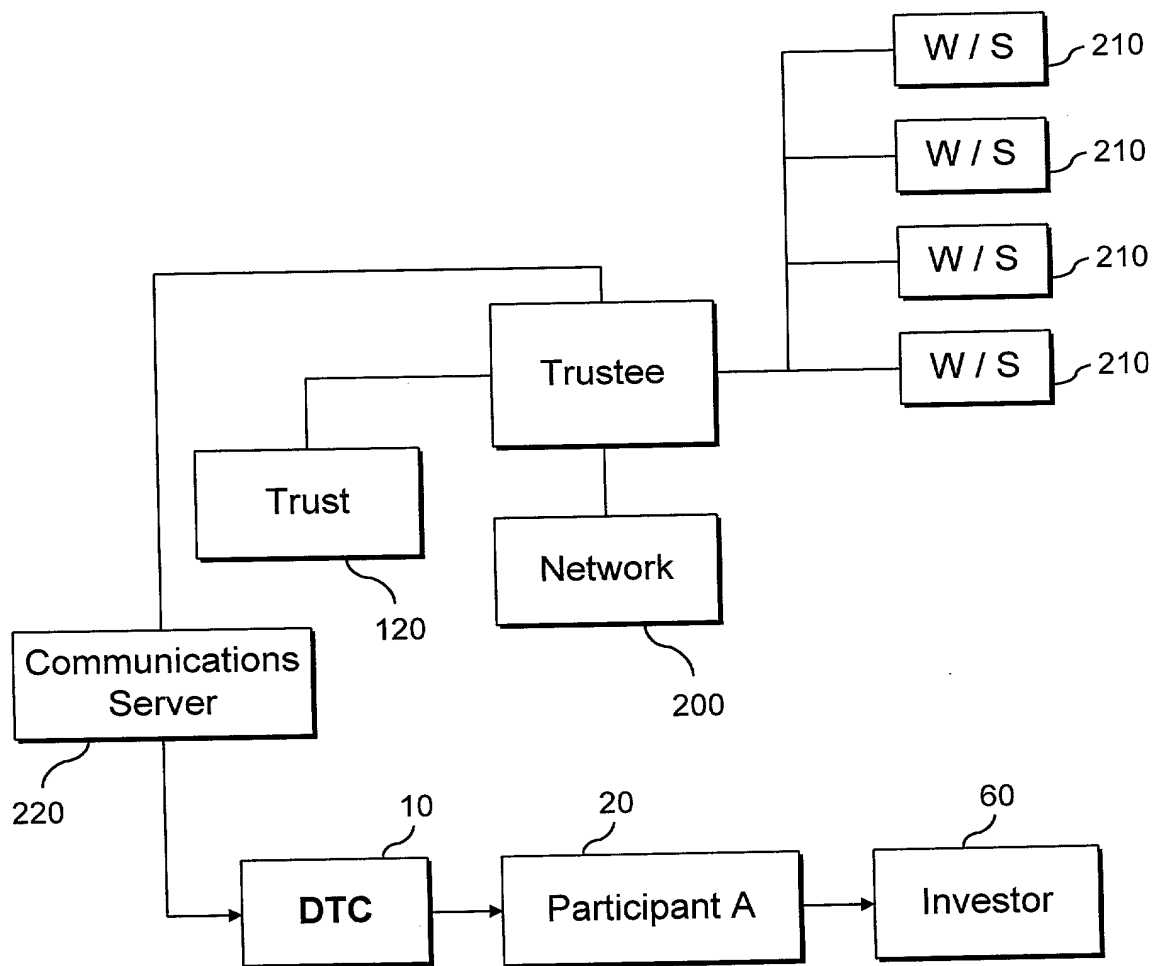 W / S
210
W / S
210
W / S
210
W / S
210
Trustee
Trust
120
Network
200
Communications
Server
220
10
20
60
DTC
Participant A
Investor